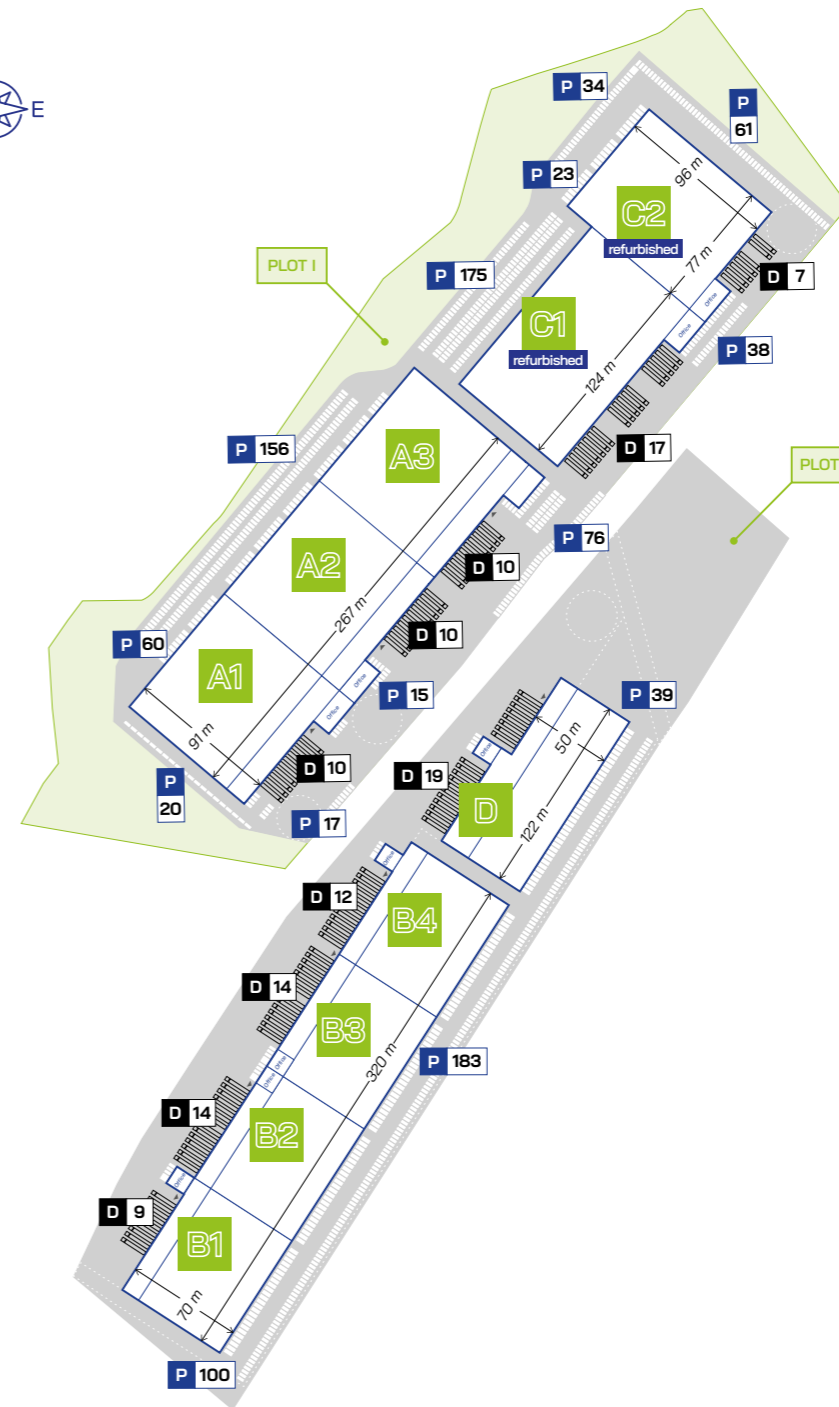 E
P 34
P
61
P 23
C2
refurbished
96 m
77 m
PLOT I
P 175
D 7
Office
Office
C1
refurbished
124 m
P 38
P 156
A3
D 17
PLOT
P 76
A2
D 10
267 m
D 10
P 60
A1
Office
Office
P 15
P 39
91 m
50 m
D 10
Office
D 19
P
20
P 17
D
122 m
Office
D 12
B4
D 14
B3
320 m
P 183
Office
Office
D 14
B2
Office
D 9
B1
70 m
P 100